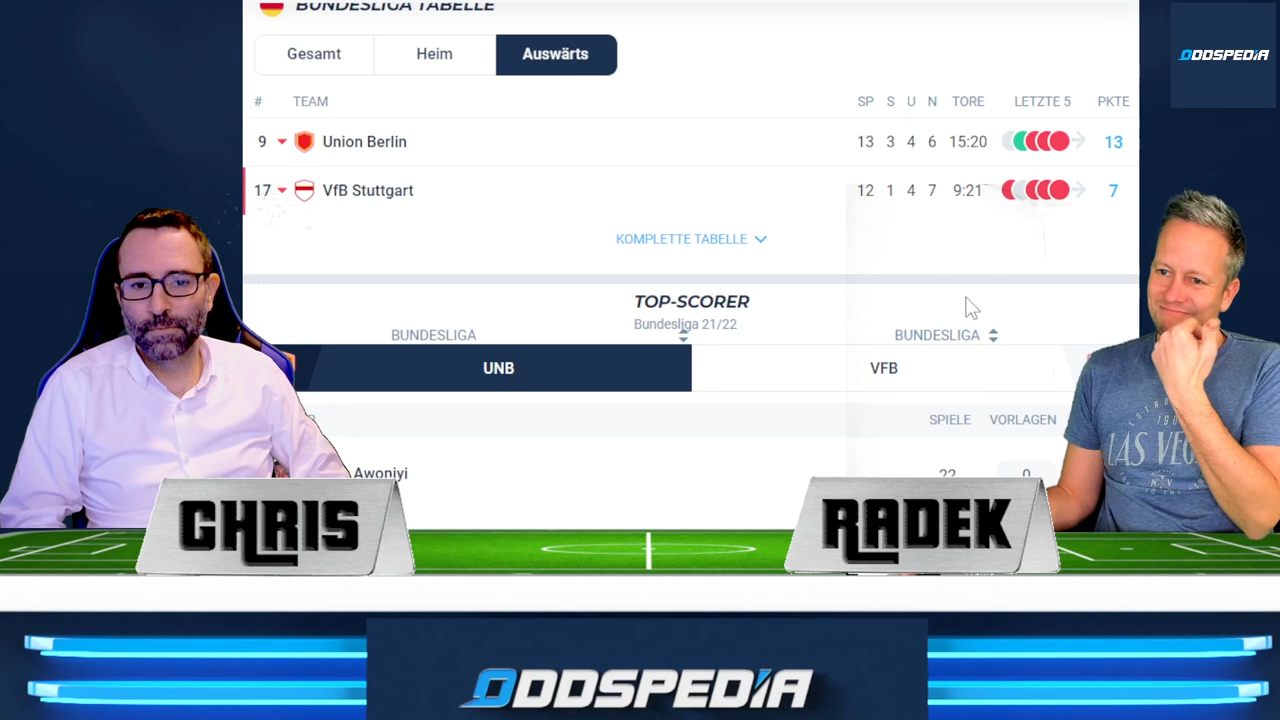 BUNDESLIGA TABELLE
ODDSPEDIA
Gesamt Heim Auswärts
# TEAM SP S U N TORE LETZTE 5 PKTE
9 Union Berlin 13 3 4 6 15:20 13
17 VfB Stuttgart 12 1 4 7 9:21 7
KOMPLETTE TABELLE
TOP-SCORER
Bundesliga 21/22
BUNDESLIGA BUNDESLIGA
UNB VFB
SPIELE VORLAGEN
Awoniyi 22 0
LAS VEGAS
CHRIS RADEK
ODDSPEDIA